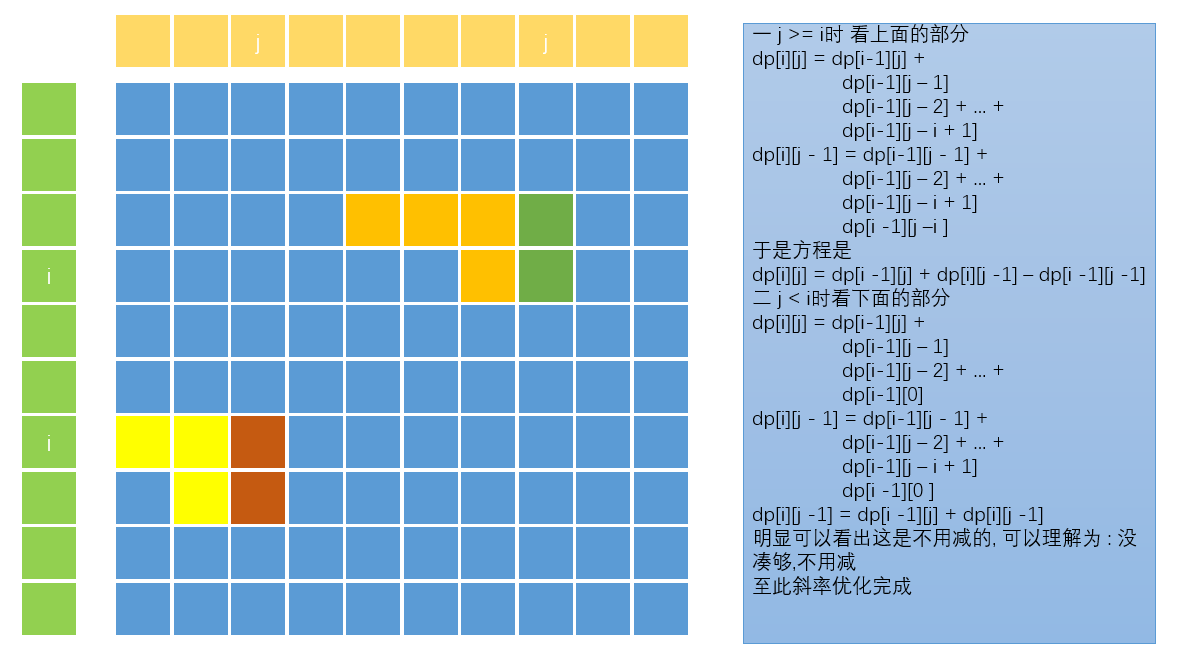 j j
i
i
一 j >= i时 看上面的部分
dp[i][j] = dp[i-1][j] +
dp[i-1][j – 1]
dp[i-1][j – 2] + ... +
dp[i-1][j – i + 1]
dp[i][j - 1] = dp[i-1][j - 1] +
dp[i-1][j – 2] + ... +
dp[i-1][j – i + 1]
dp[i -1][j –i ]
于是方程是
dp[i][j] = dp[i -1][j] + dp[i][j -1] – dp[i -1][j -1]
二 j < i时看下面的部分
dp[i][j] = dp[i-1][j] +
dp[i-1][j – 1]
dp[i-1][j – 2] + ... +
dp[i-1][0]
dp[i][j - 1] = dp[i-1][j - 1] +
dp[i-1][j – 2] + ... +
dp[i-1][j – i + 1]
dp[i -1][0 ]
dp[i][j -1] = dp[i -1][j] + dp[i][j -1]
明显可以看出这是不用减的, 可以理解为 : 没
凑够,不用减
至此斜率优化完成